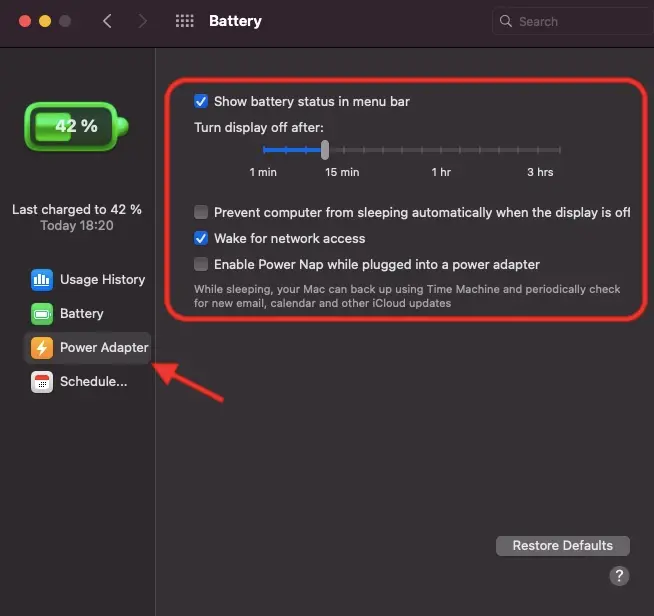 Battery
Search
42 %
Last charged to 42 %
Today 18:20
Usage History
Battery
Power Adapter
Schedule...
Show battery status in menu bar
Turn display off after:
1 min 15 min 1 hr 3 hrs
Prevent computer from sleeping automatically when the display is off
Wake for network access
Enable Power Nap while plugged into a power adapter
While sleeping, your Mac can back up using Time Machine and periodically check
for new email, calendar and other iCloud updates
Restore Defaults
?